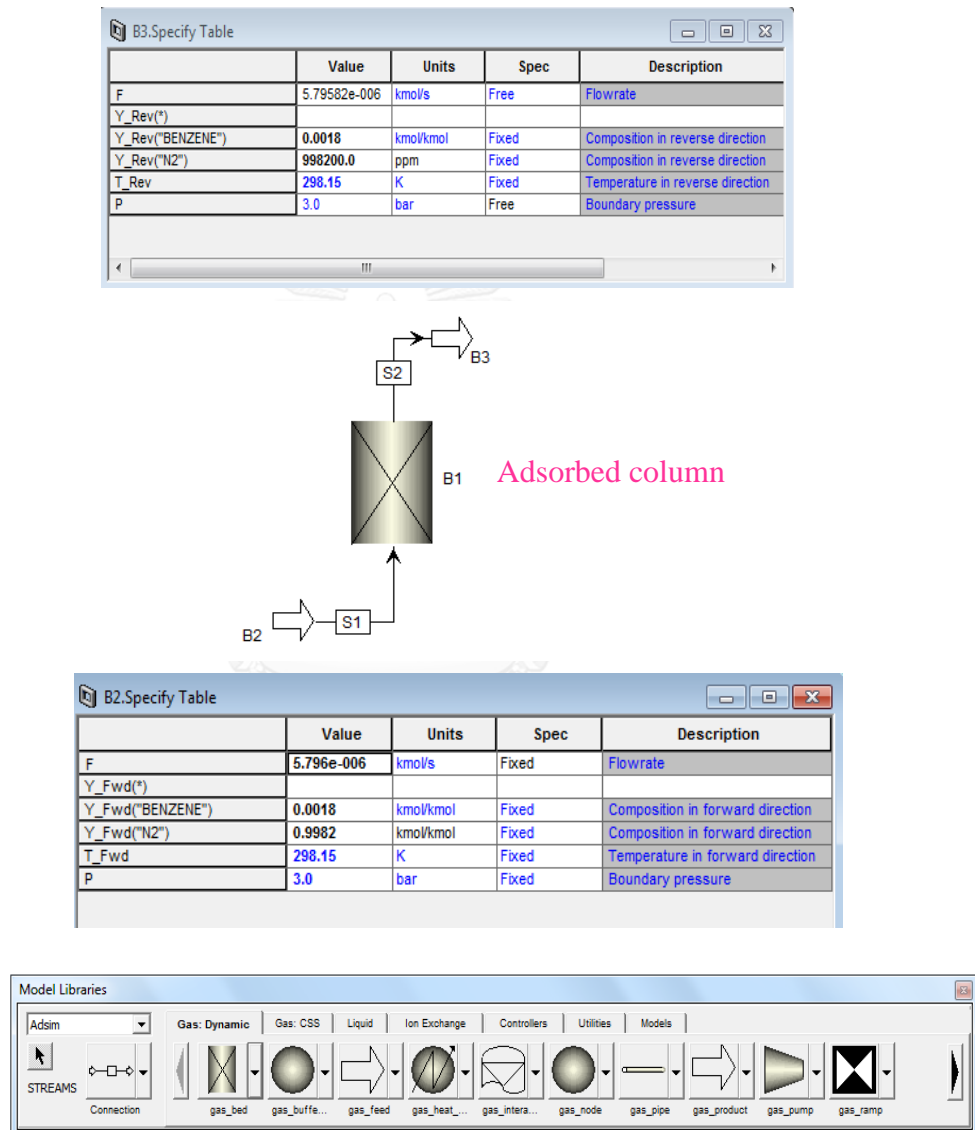 B3.Specify Table
Value Units Spec Description
F 5.79582e-006 kmol/s Free Flowrate
Y_Rev(*)
Y_Rev("BENZENE") 0.0018 kmol/kmol Fixed Composition in reverse direction
Y_Rev("N2") 998200.0 ppm Fixed Composition in reverse direction
T_Rev 298.15 K Fixed Temperature in reverse direction
P 3.0 bar Free Boundary pressure
B3
S2
B1 Adsorbed column
B2 S1
B2.Specify Table
Value Units Spec Description
F 5.796e-006 kmol/s Fixed Flowrate
Y_Fwd(*)
Y_Fwd("BENZENE") 0.0018 kmol/kmol Fixed Composition in forward direction
Y_Fwd("N2") 0.9982 kmol/kmol Fixed Composition in forward direction
T_Fwd 298.15 K Fixed Temperature in forward direction
P 3.0 bar Fixed Boundary pressure
Model Libraries
Adsim Gas: Dynamic Gas: CSS Liquid Ion Exchange Controllers Utilities Models
STREAMS
Connection gas_bed gas_buffe... gas_feed gas_heat_... gas_intera... gas_node gas_pipe gas_product gas_pump gas_ramp